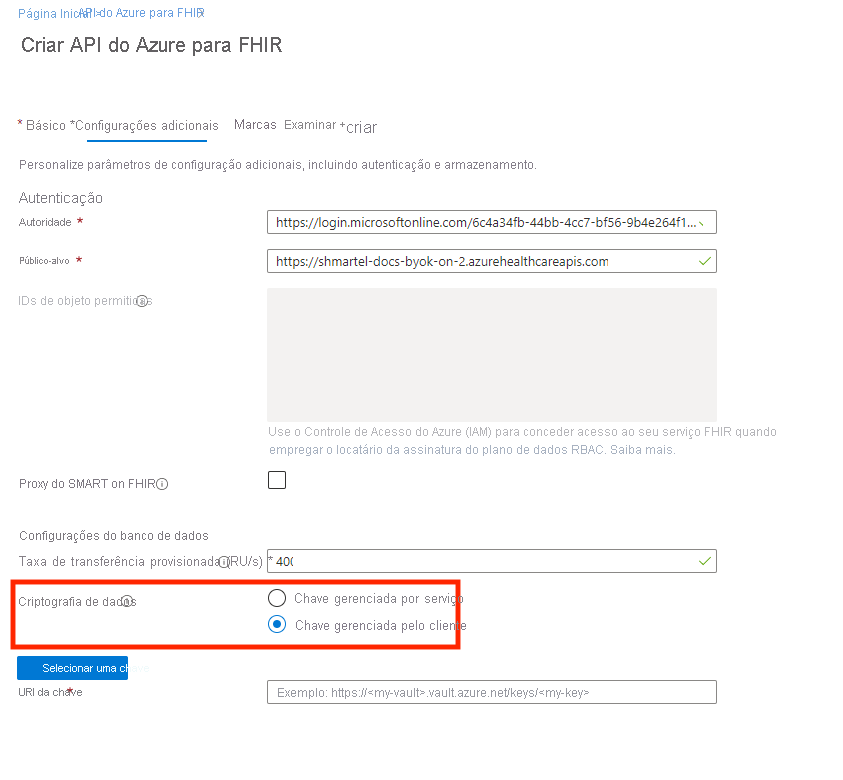 Página Inicial > API do Azure para FHIR
Criar API do Azure para FHIR
* Básico *Configurações adicionais Marcas Examinar + criar
Personalize parâmetros de configuração adicionais, incluindo autenticação e armazenamento.
Autenticação
Autoridade * https://login.microsoftonline.com/6c4a34fb-44bb-4cc7-bf56-9b4e264f1...
Público-alvo * https://shmartel-docs-byok-on-2.azurehealthcareapis.com
IDs de objeto permitidos
Use o Controle de Acesso do Azure (IAM) para conceder acesso ao seu serviço FHIR quando
empregar o locatário da assinatura do plano de dados RBAC. Saiba mais.
Proxy do SMART on FHIR
Configurações do banco de dados
Taxa de transferência provisionada (RU/s) * 400
Criptografia de dados Chave gerenciada por serviço
Chave gerenciada pelo cliente
Selecionar uma chave
URI da chave * Exemplo: https://<my-vault>.vault.azure.net/keys/<my-key>